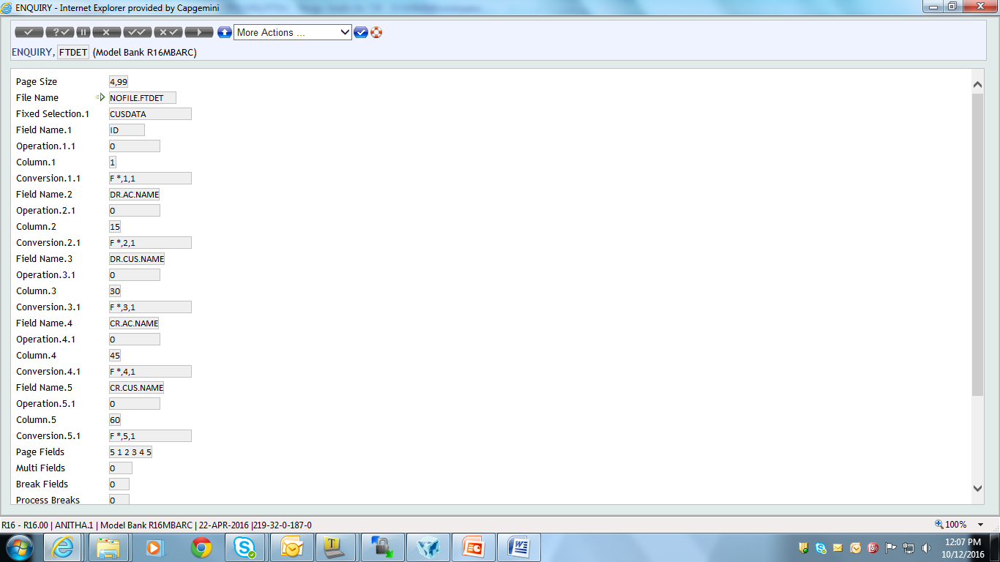 ENQUIRY - Internet Explorer provided by Capgemini
More Actions ...
ENQUIRY, FTDET (Model Bank R16MBARC)
Page Size 4,99
File Name NOFILE.FTDET
Fixed Selection.1 CUSDATA
Field Name.1 ID
Operation.1.1 0
Column.1 1
Conversion.1.1 F *,1,1
Field Name.2 DR.AC.NAME
Operation.2.1 0
Column.2 15
Conversion.2.1 F *,2,1
Field Name.3 DR.CUS.NAME
Operation.3.1 0
Column.3 30
Conversion.3.1 F *,3,1
Field Name.4 CR.AC.NAME
Operation.4.1 0
Column.4 45
Conversion.4.1 F *,4,1
Field Name.5 CR.CUS.NAME
Operation.5.1 0
Column.5 60
Conversion.5.1 F *,5,1
Page Fields 5 1 2 3 4 5
Multi Fields 0
Break Fields 0
Process Breaks 0
R16 - R16.00 | ANITHA.1 | Model Bank R16MBARC | 22-APR-2016 |219-32-0-187-0
100%
12:07 PM
10/12/2016